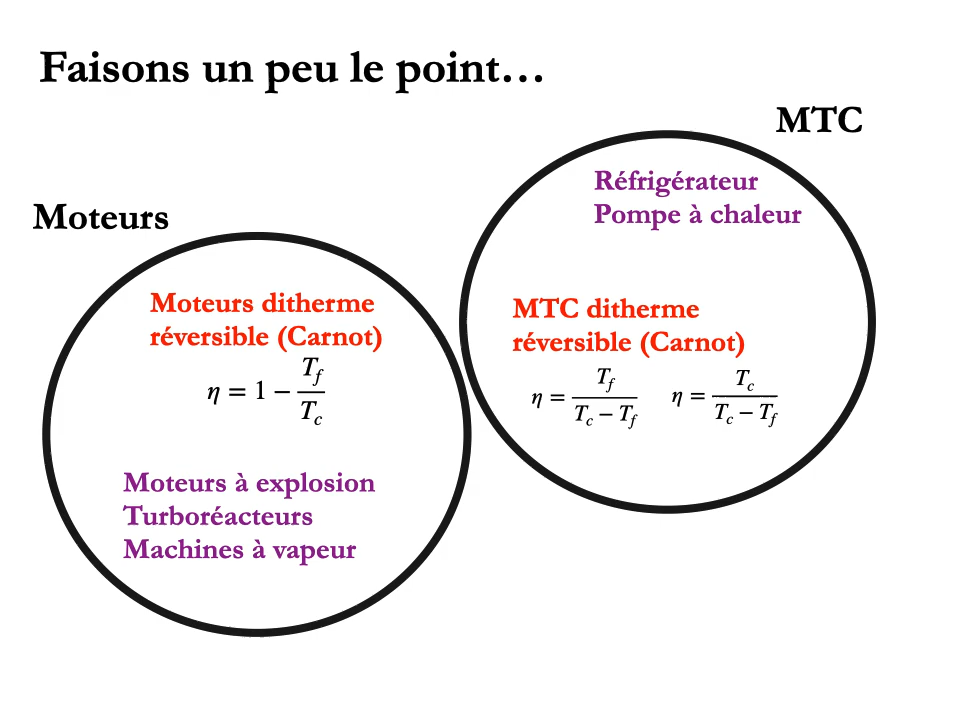 Faisons un peu le point…
MTC
Réfrigérateur
Pompe à chaleur
Moteurs
Moteurs ditherme
réversible (Carnot)
η = 1 − T_f / T_c
MTC ditherme
réversible (Carnot)
η = T_f / (T_c − T_f)
η = T_c / (T_c − T_f)
Moteurs à explosion
Turboréacteurs
Machines à vapeur